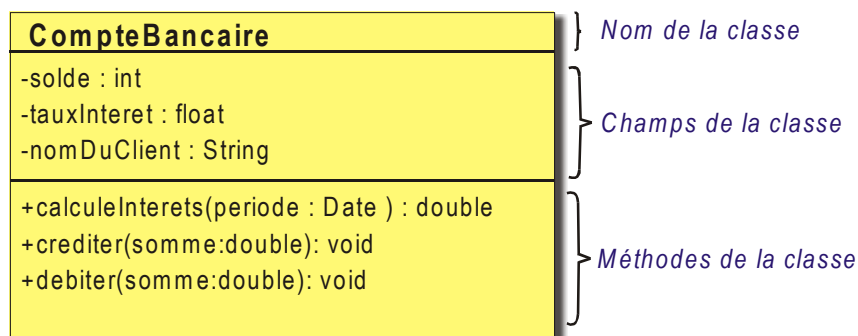 CompteBancaire
Nom de la classe
-solde : int
-tauxInteret : float
-nomDuClient : String
Champs de la classe
+calculeInterets(periode : Date ) : double
+crediter(somme:double): void
+debiter(somme:double): void
Méthodes de la classe